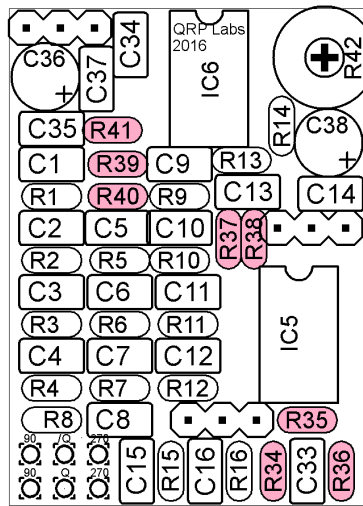 C36
C37
C34
QRP Labs
2016
IC6
R42
C35
R41
R14
C38
C1
R39
C9
R13
R1
R40
R9
C13
C14
C2
C5
C10
R37
R38
R2
R5
R10
C3
C6
C11
IC5
R3
R6
R11
C4
C7
C12
R4
R7
R12
R8
C8
R35
90
/Q
270
90
Q
270
C15
R15
C16
R16
R34
C33
R36
+
+